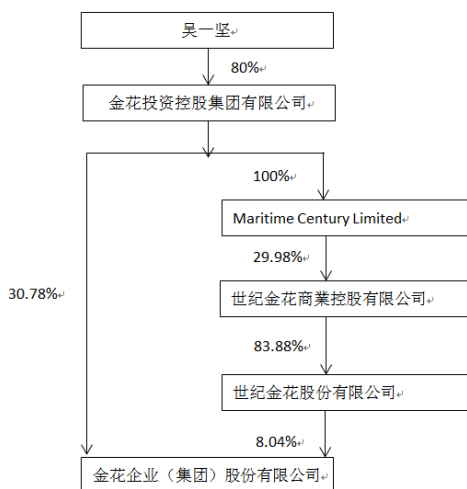 吴一坚
80%
金花投资控股集团有限公司
100%
Maritime Century Limited
29.98%
30.78%
世纪金花商業控股有限公司
83.88%
世纪金花股份有限公司
8.04%
金花企业（集团）股份有限公司